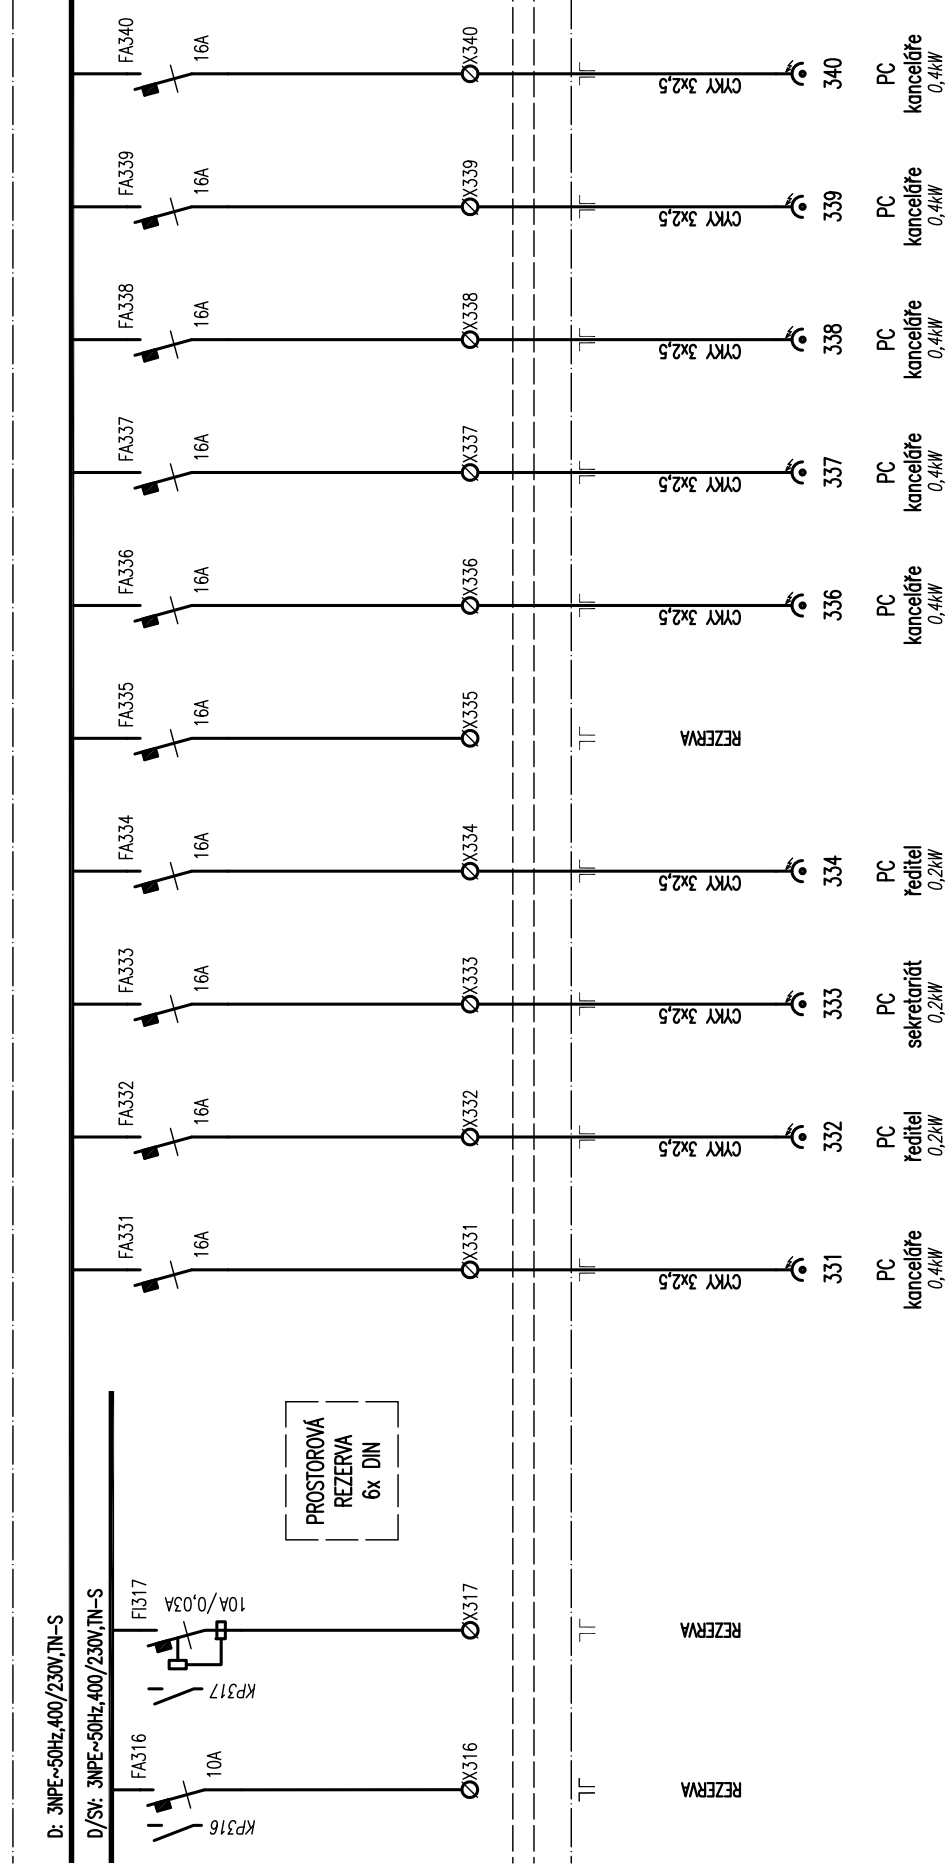 D: 3NPE~50Hz,400/230V,TN-S
D/SV: 3NPE~50Hz,400/230V,TN-S
FA340
16A
X340
CYKY 3x2,5
340
PC
kanceláře
0,4kW
FA339
16A
X339
CYKY 3x2,5
339
PC
kanceláře
0,4kW
FA338
16A
X338
CYKY 3x2,5
338
PC
kanceláře
0,4kW
FA337
16A
X337
CYKY 3x2,5
337
PC
kanceláře
0,4kW
FA336
16A
X336
CYKY 3x2,5
336
PC
kanceláře
0,4kW
FA335
16A
X335
REZERVA
FA334
16A
X334
CYKY 3x2,5
334
PC
ředitel
0,2kW
FA333
16A
X333
CYKY 3x2,5
333
PC
sekretariát
0,2kW
FA332
16A
X332
CYKY 3x2,5
332
PC
ředitel
0,2kW
FA331
16A
X331
CYKY 3x2,5
331
PC
kanceláře
0,4kW
PROSTOROVÁ
REZERVA
6x DIN
FI317
10A/0,03A
KP317
X317
REZERVA
FA316
10A
KP316
X316
REZERVA